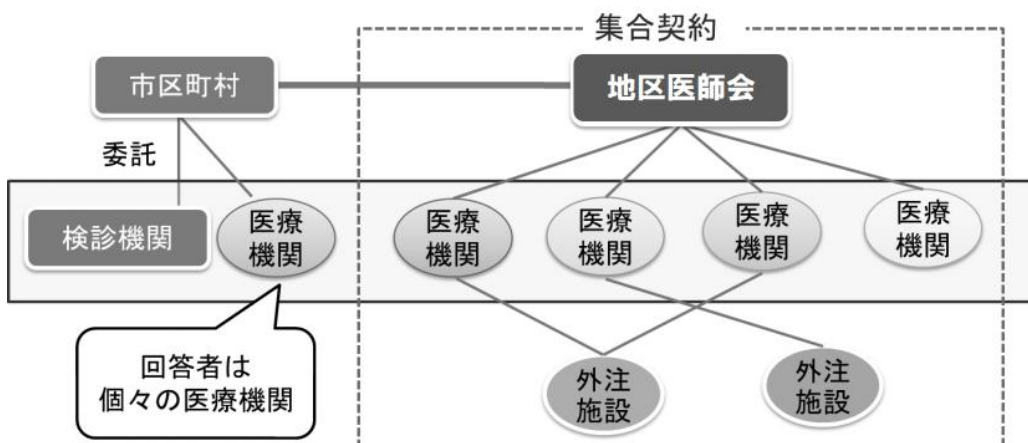 集合契約
市区町村
地区医師会
委託
検診機関
医療
機関
医療
機関
医療
機関
医療
機関
医療
機関
回答者は
個々の医療機関
外注
施設
外注
施設